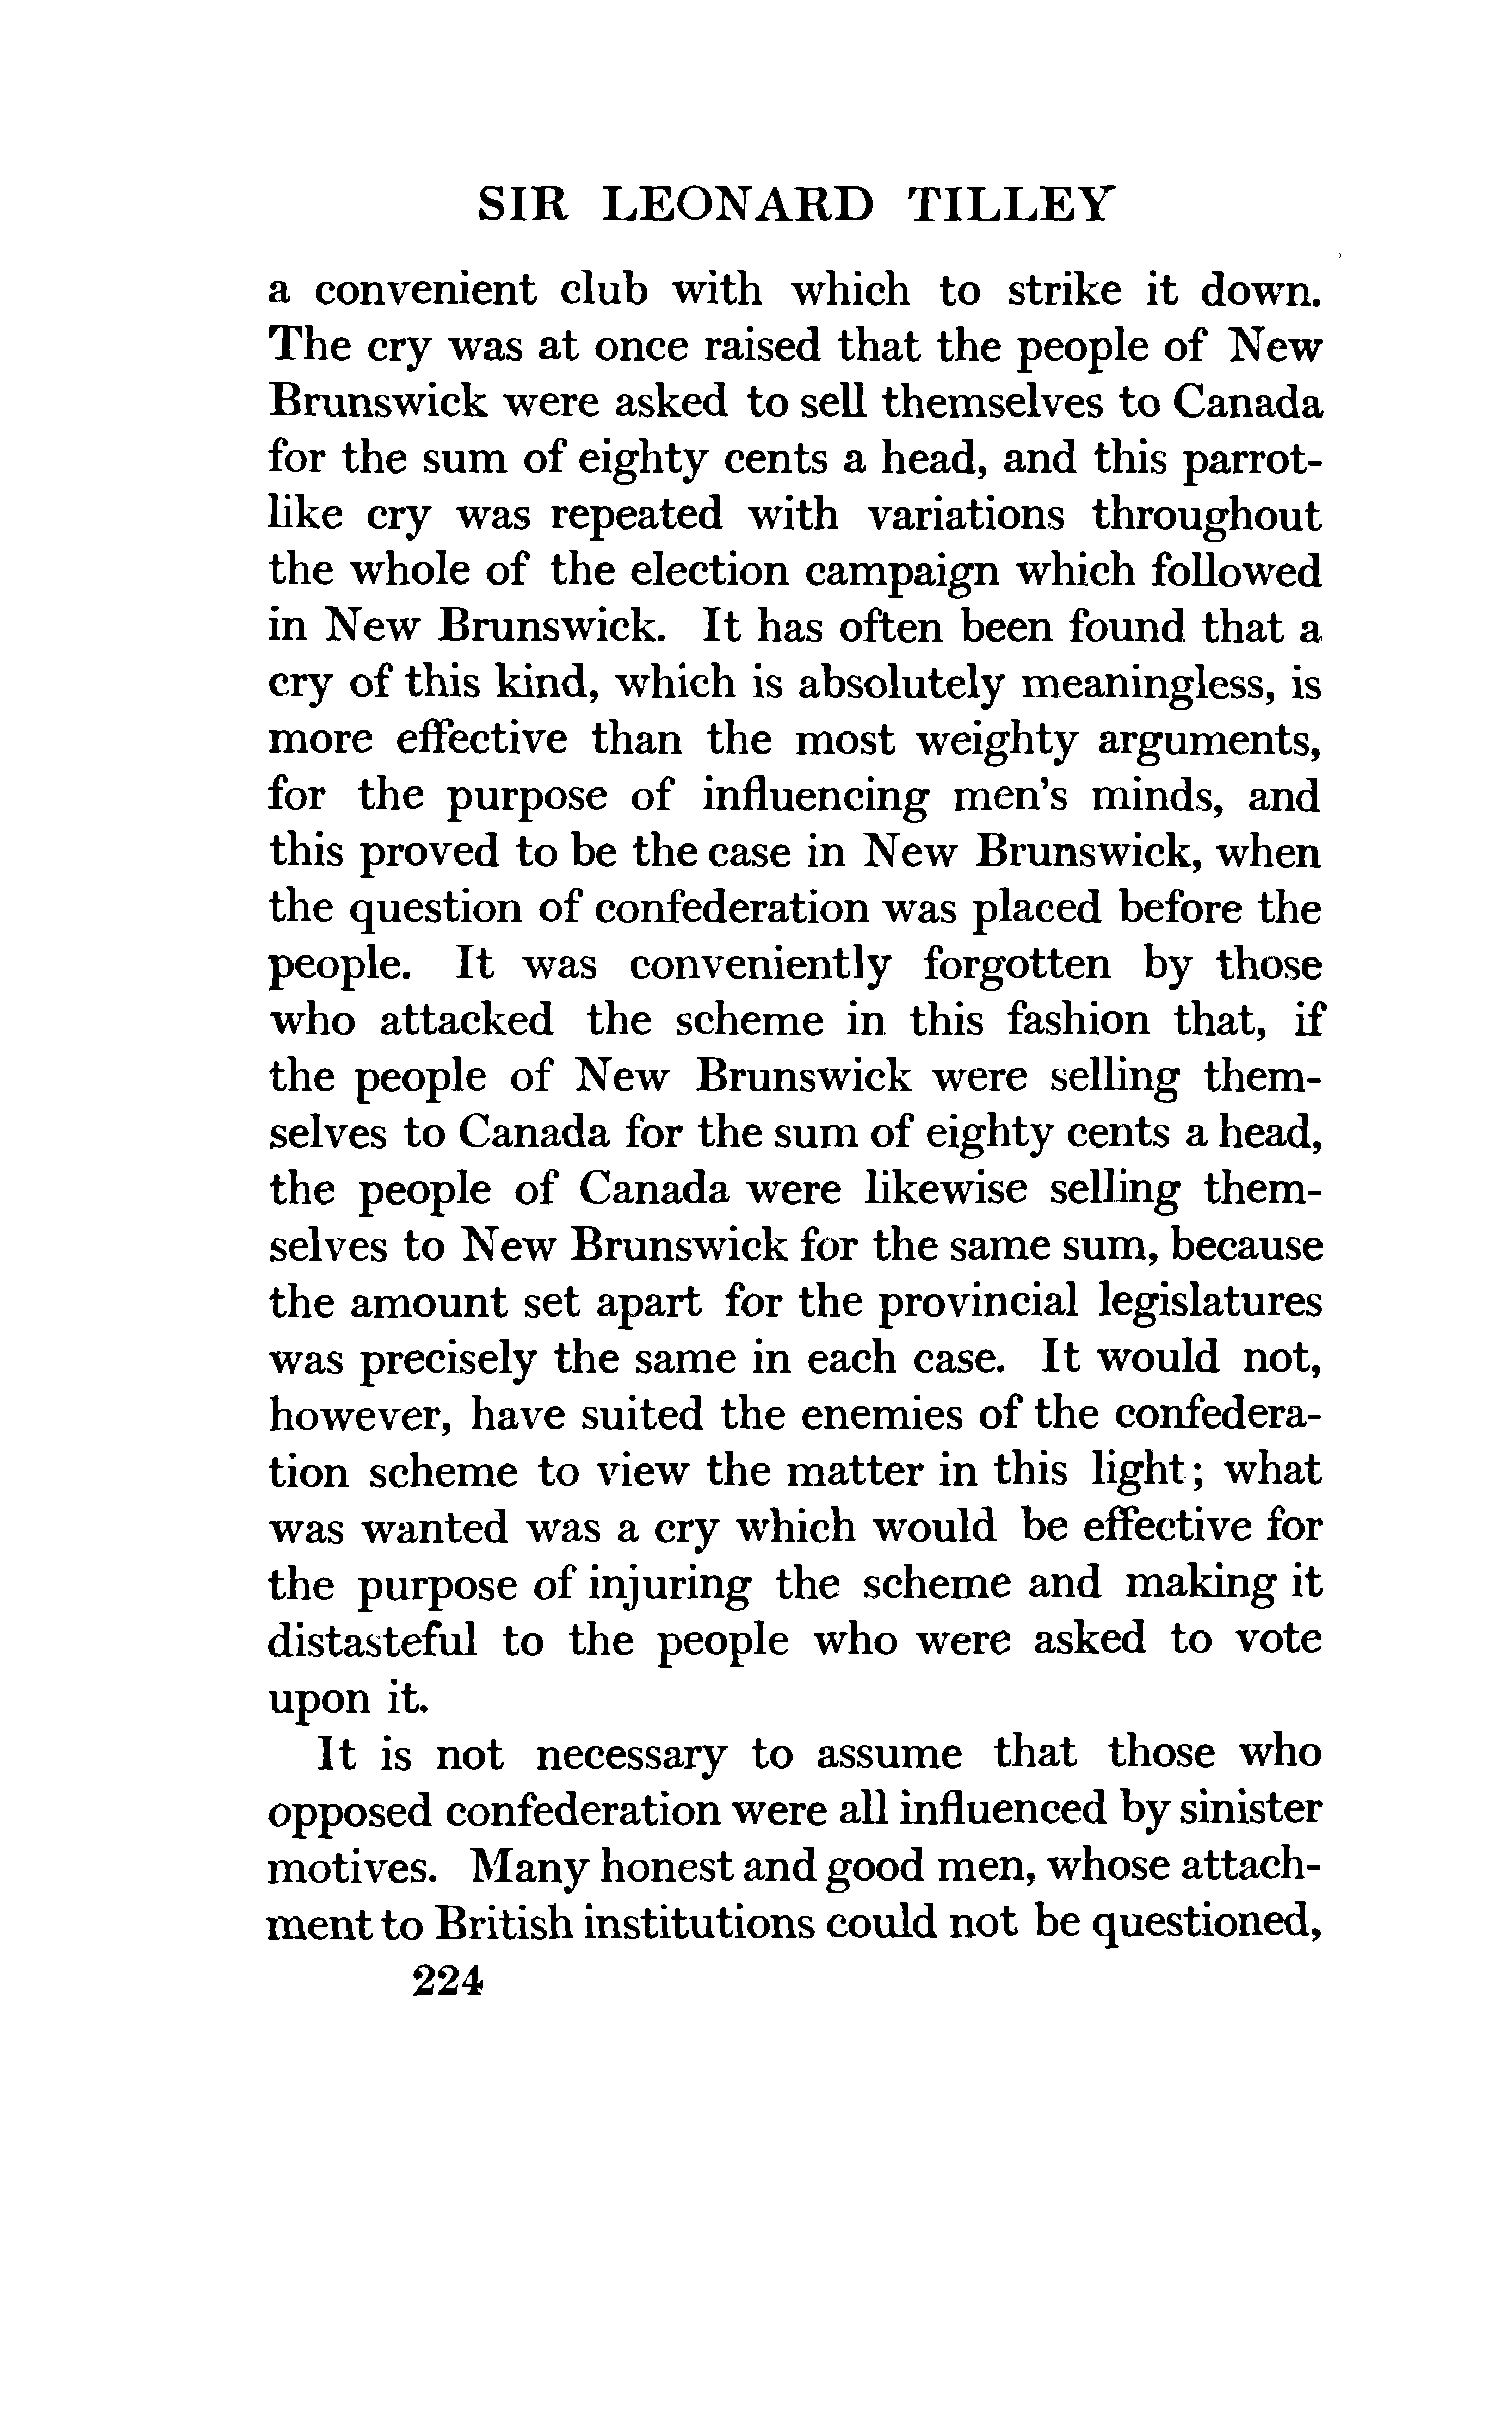 SIR LEONARD TILLEY
a convenient club with which to strike it down.
The cry was at once raised that the people of New
Brunswick were asked to sell themselves to Canada
for the sum of eighty cents a head, and this parrot-
like cry was repeated with variations throughout
the whole of the election campaign which followed
in New Brunswick. It has often been found that a
cry of this kind, which is absolutely meaningless, is
more effective than the most weighty arguments,
for the purpose of influencing men's minds, and
this proved to be the case in New Brunswick, when
the question of confederation was placed before the
people. It was conveniently forgotten by those
who attacked the scheme in this fashion that, if
the people of New Brunswick were selling them-
selves to Canada for the sum of eighty cents a head,
the people of Canada were likewise selling them-
selves to New Brunswick for the same sum, because
the amount set apart for the provincial legislatures
was precisely the same in each case. It would not,
however, have suited the enemies of the confedera-
tion scheme to view the matter in this light; what
was wanted was a cry which would be effective for
the purpose of injuring the scheme and making it
distasteful to the people who were asked to vote
upon it.
It is not necessary to assume that those who
opposed confederation were all influenced by sinister
motives. Many honest and good men, whose attach-
ment to British institutions could not be questioned,
224